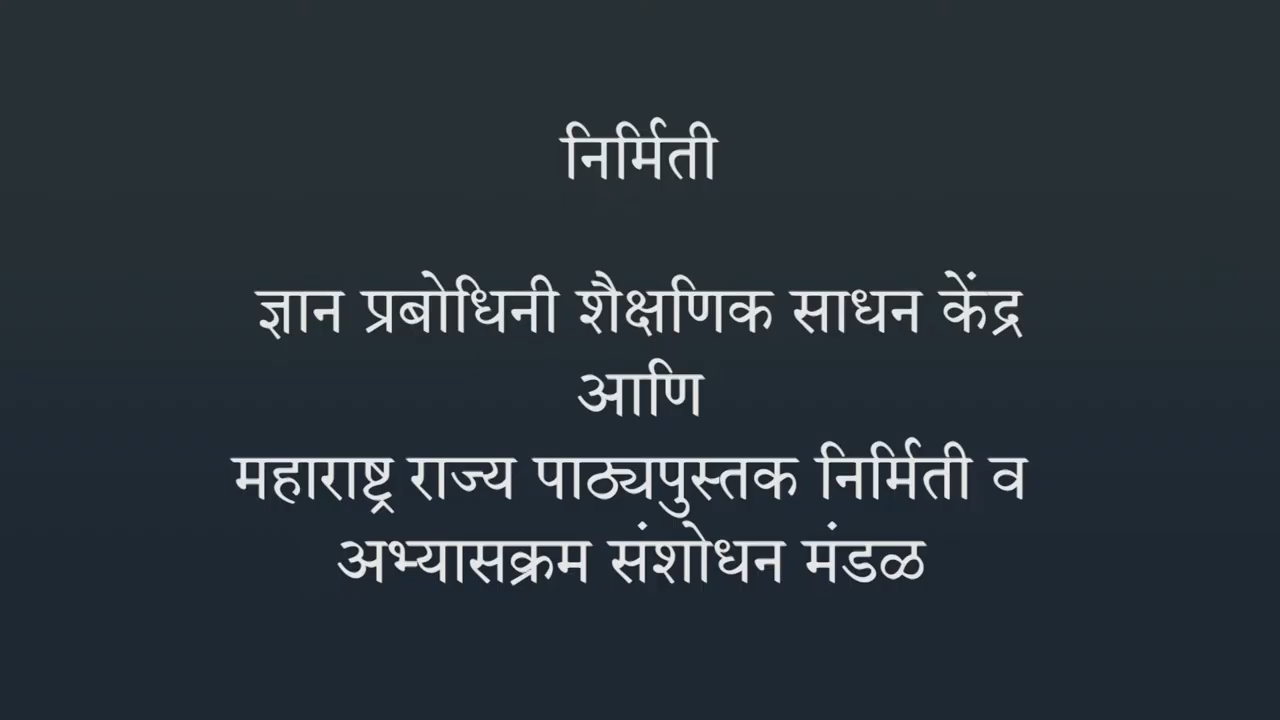 निर्मिती
ज्ञान प्रबोधिनी शैक्षणिक साधन केंद्र
आणि
महाराष्ट्र राज्य पाठ्यपुस्तक निर्मिती व
अभ्यासक्रम संशोधन मंडळ